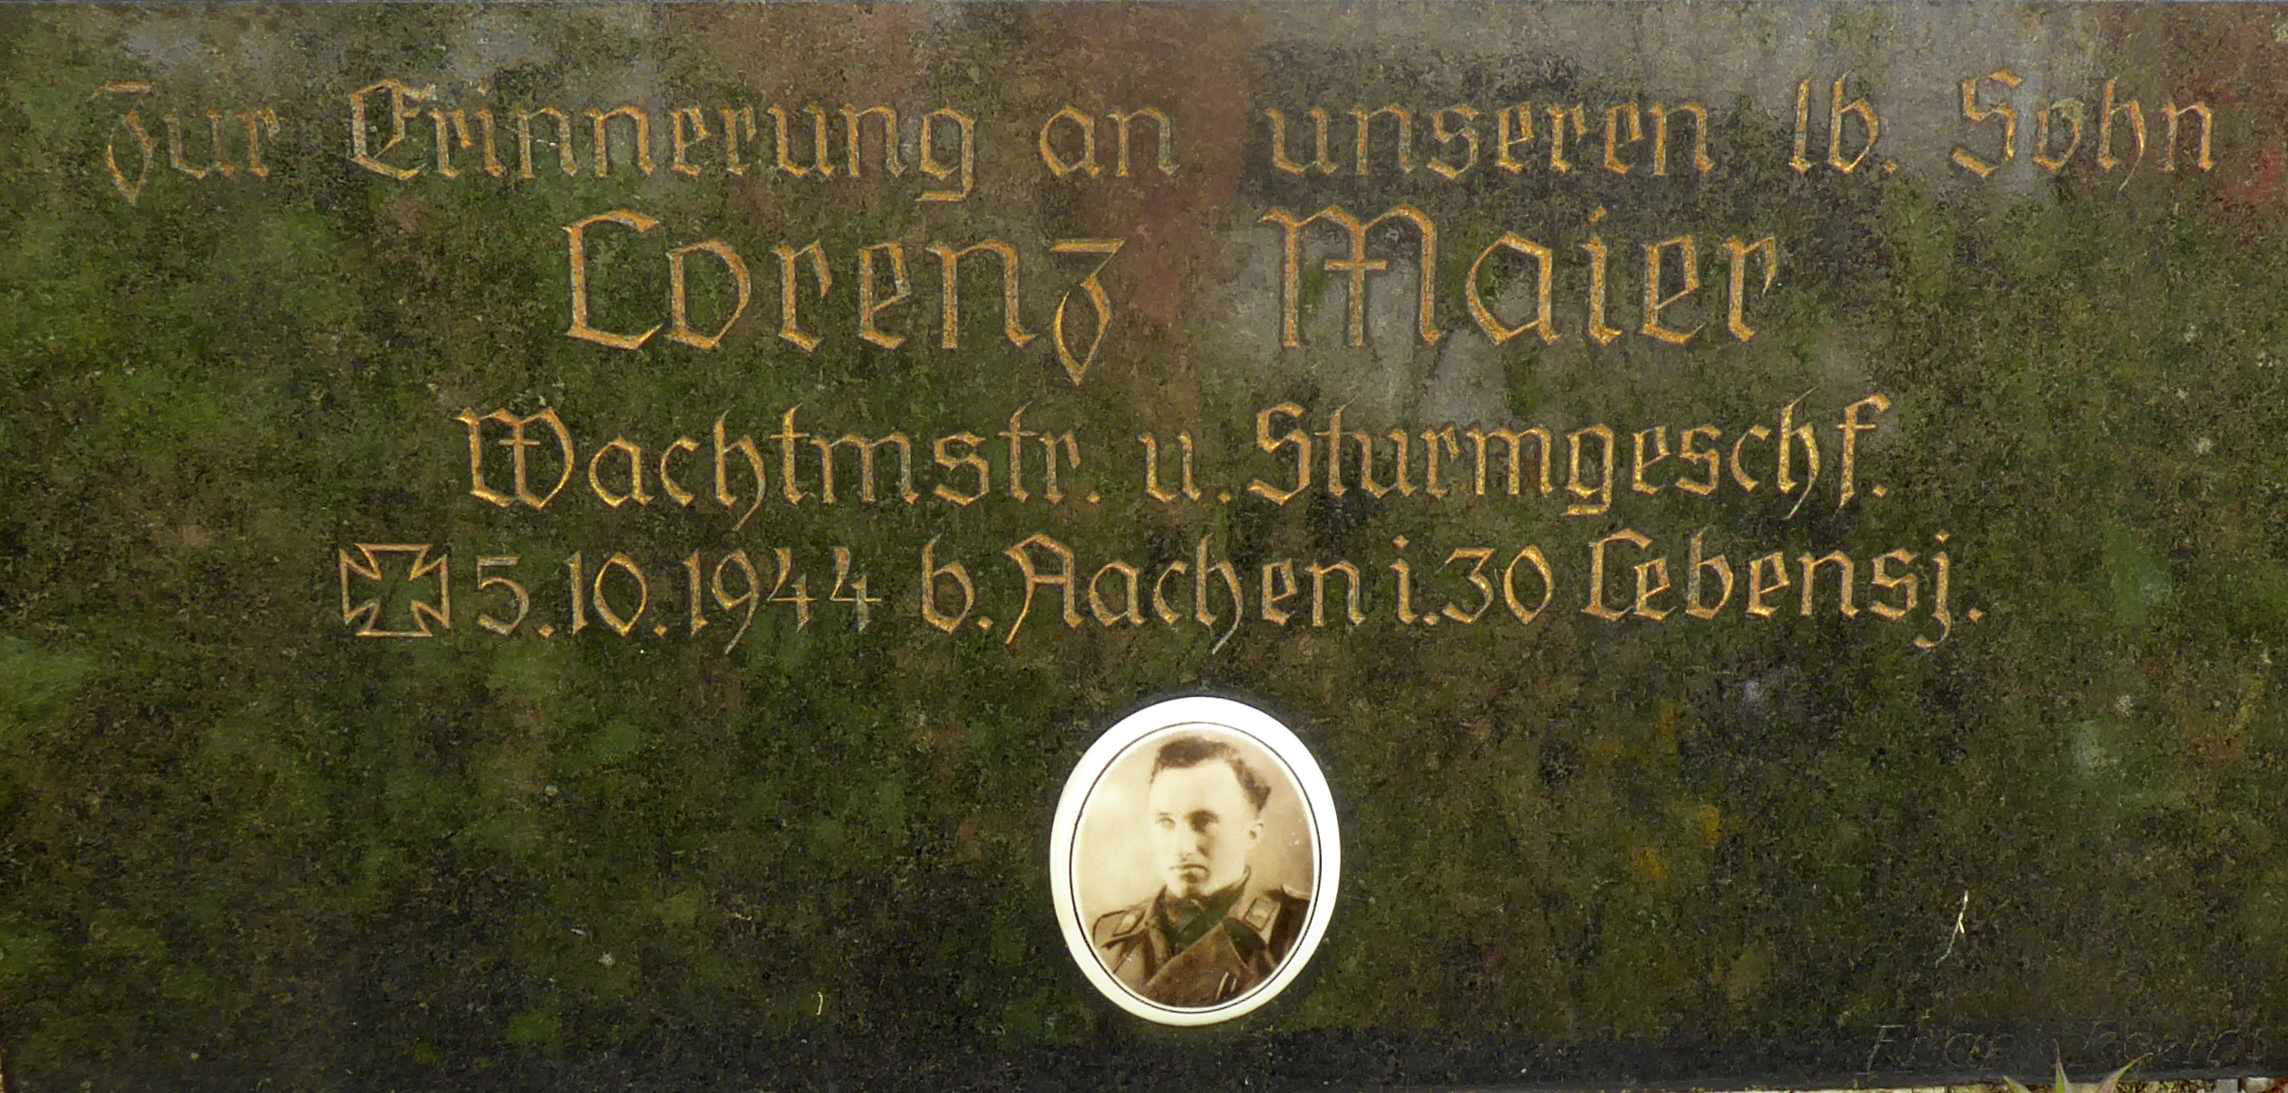 Zur Erinnerung an unseren lb. Sohn
Lorenz Maier
Wachtmstr. u. Sturmgeschf.
5.10.1944 b. Aachen i. 30 Lebensj.